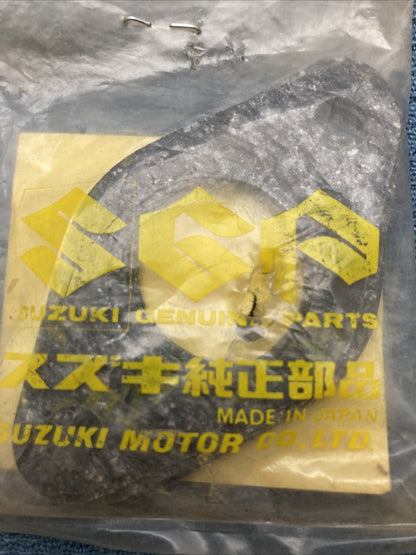 SGP
SUZUKI GENUINE PARTS
スズキ純正部品
MADE IN JAPAN
SUZUKI MOTOR CO., LTD.